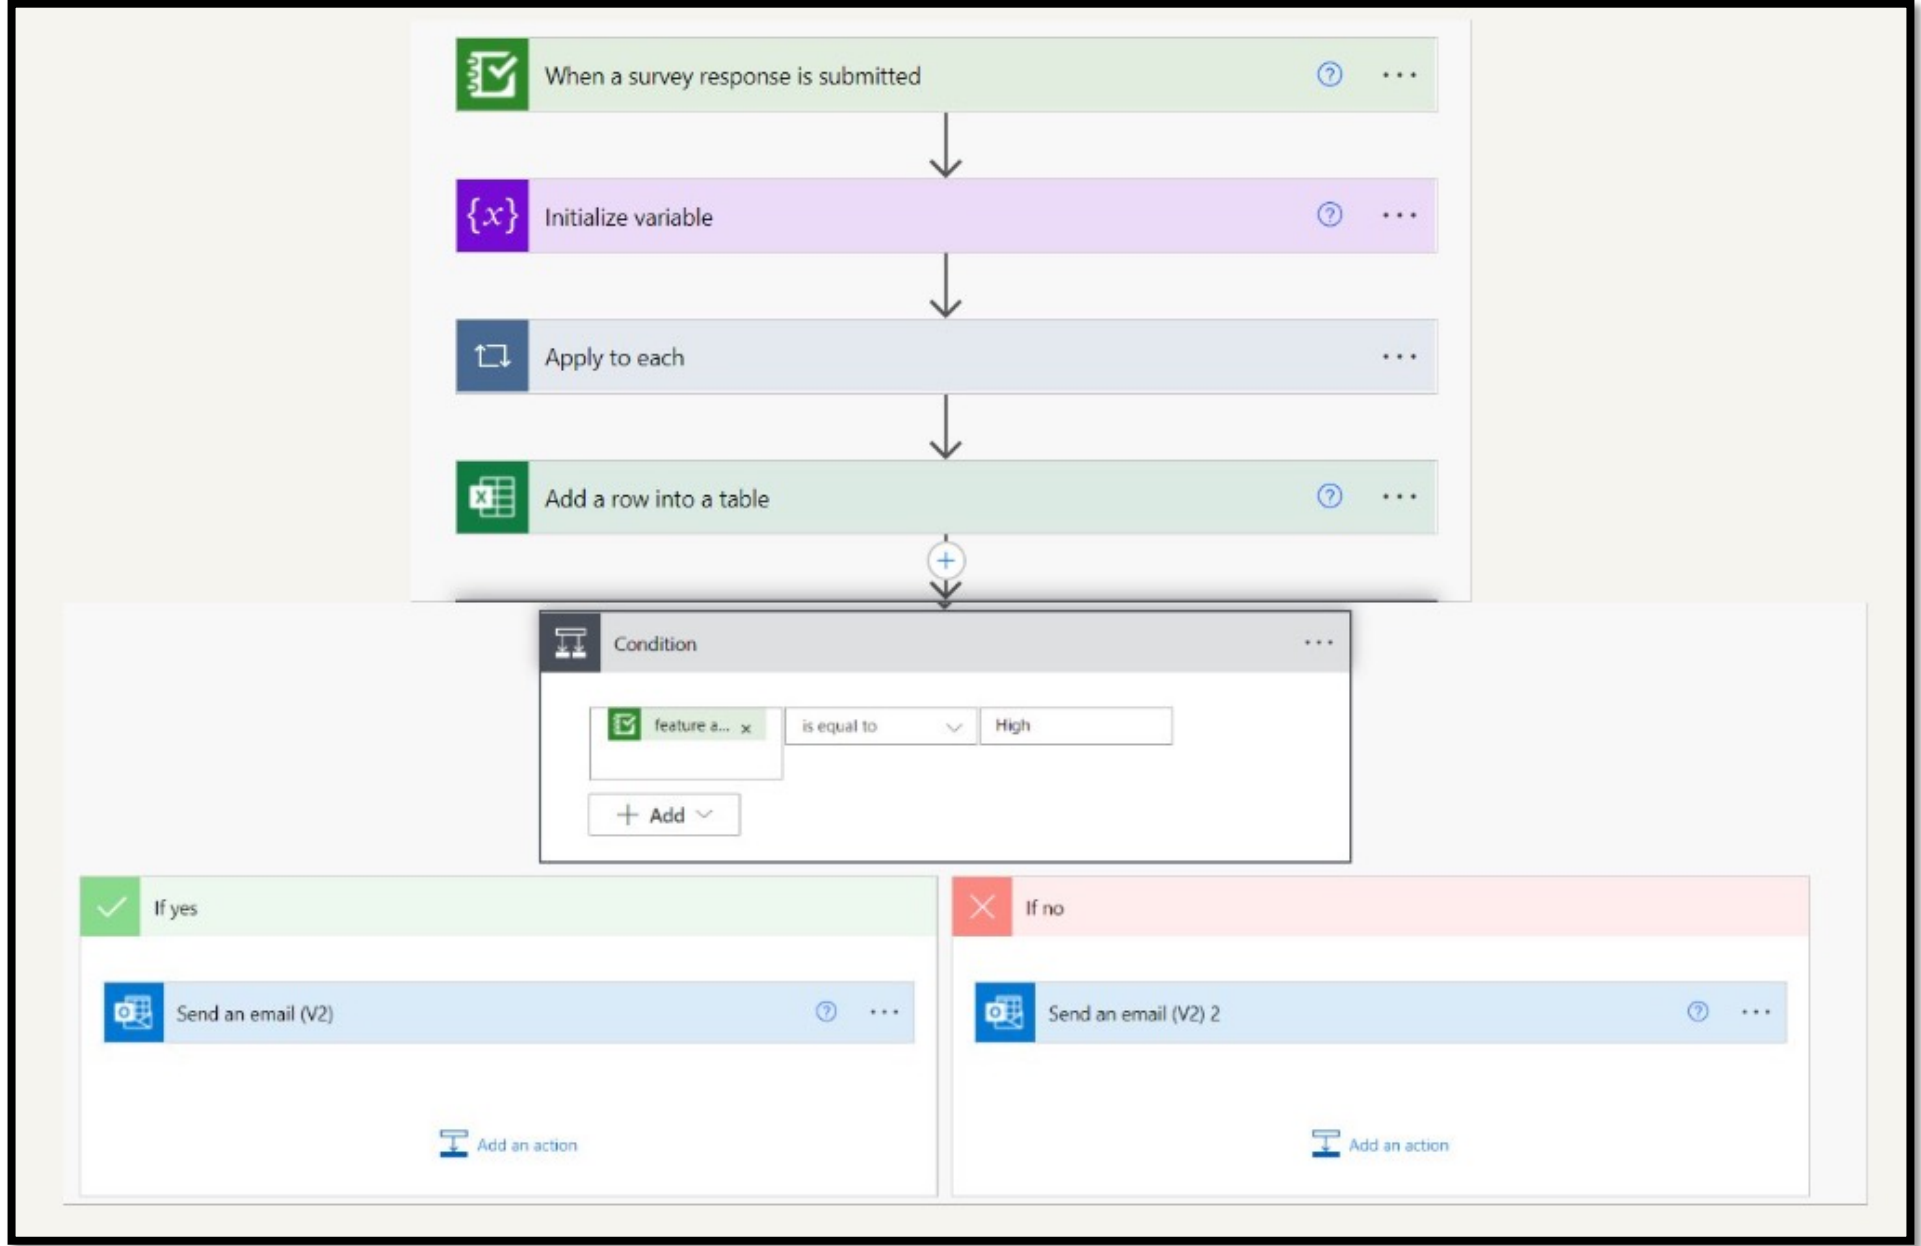 When a survey response is submitted
{x} Initialize variable
Apply to each
Add a row into a table
Condition
feature a... x is equal to High
+ Add
If yes
If no
Send an email (V2)
Send an email (V2) 2
Add an action
Add an action